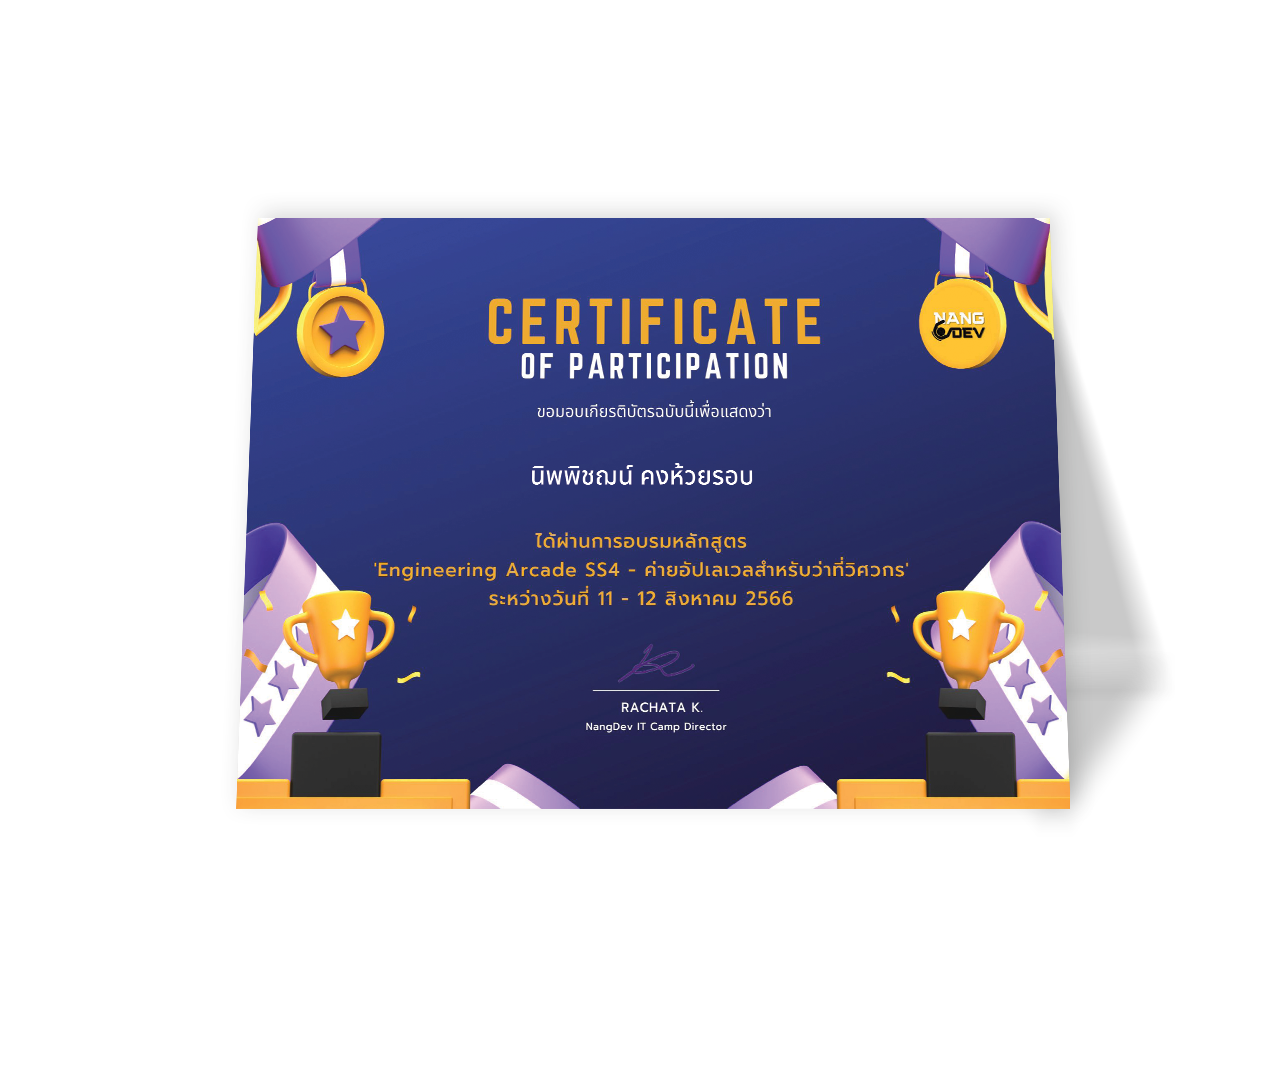 CERTIFICATE
OF PARTICIPATION
NANG
DEV
ขอมอบเกียรติบัตรฉบับนี้เพื่อแสดงว่า
นิพพิชฌน์ คงห้วยรอบ
ได้ผ่านการอบรมหลักสูตร
'Engineering Arcade SS4 - ค่ายอัปเลเวลสำหรับว่าที่วิศวกร'
ระหว่างวันที่ 11 - 12 สิงหาคม 2566
RACHATA K.
NangDev IT Camp Director